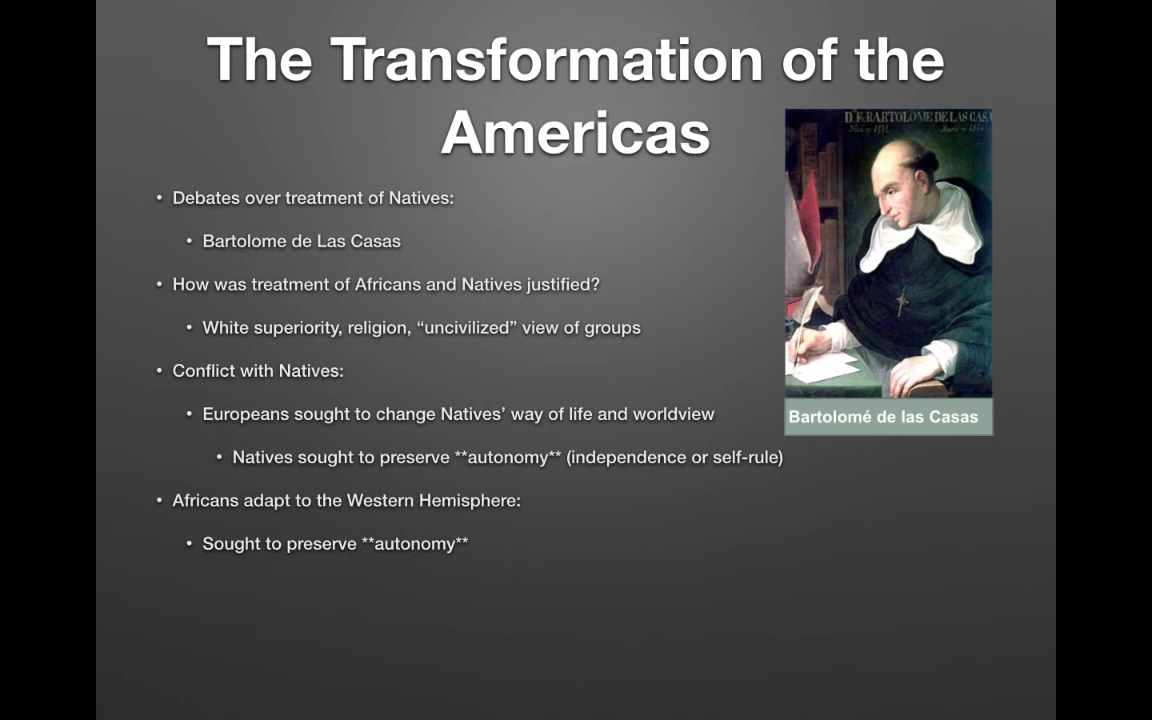 The Transformation of the
Americas
D.Fr.BARTOLOME DE LAS CASAS
• Debates over treatment of Natives:
• Bartolome de Las Casas
• How was treatment of Africans and Natives justified?
• White superiority, religion, “uncivilized” view of groups
• Conflict with Natives:
• Europeans sought to change Natives’ way of life and worldview
Bartolomé de las Casas
• Natives sought to preserve **autonomy** (independence or self-rule)
• Africans adapt to the Western Hemisphere:
• Sought to preserve **autonomy**